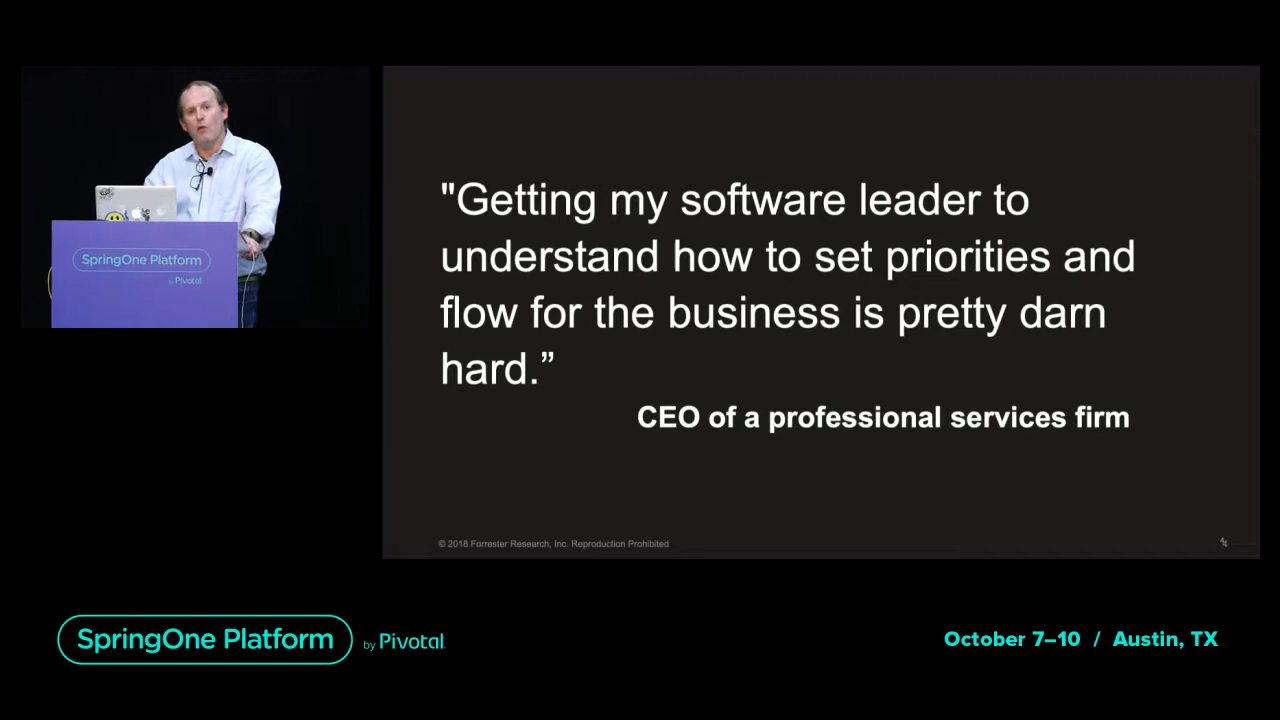 "Getting my software leader to
understand how to set priorities and
flow for the business is pretty darn
hard.”
CEO of a professional services firm
© 2018 Forrester Research, Inc. Reproduction Prohibited
SpringOne Platform
by Pivotal
SpringOne Platform by Pivotal
October 7–10 / Austin, TX